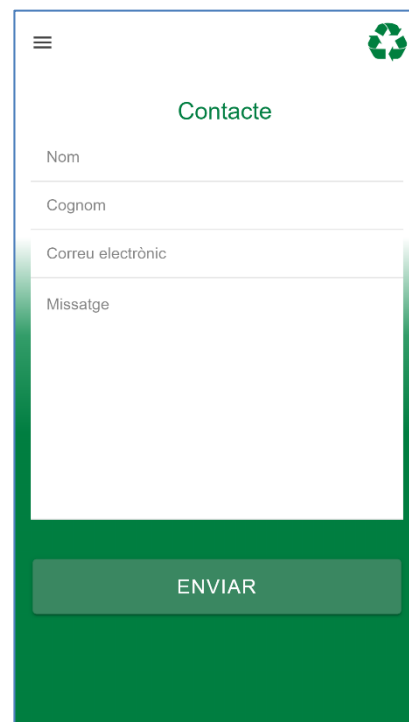 Contacte
Nom
Cognom
Correu electrònic
Missatge
ENVIAR